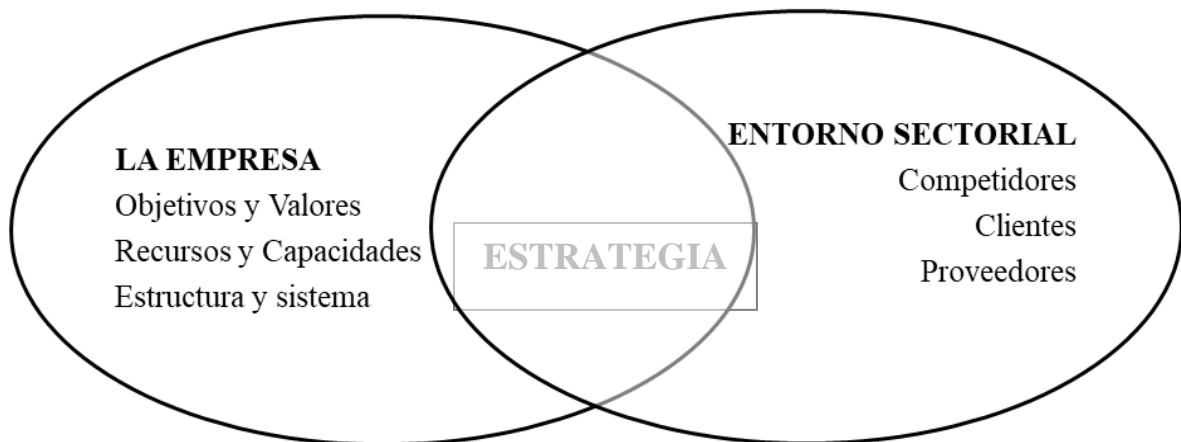 LA EMPRESA
Objetivos y Valores
Recursos y Capacidades
Estructura y sistema
ESTRATEGIA
ENTORNO SECTORIAL
Competidores
Clientes
Proveedores